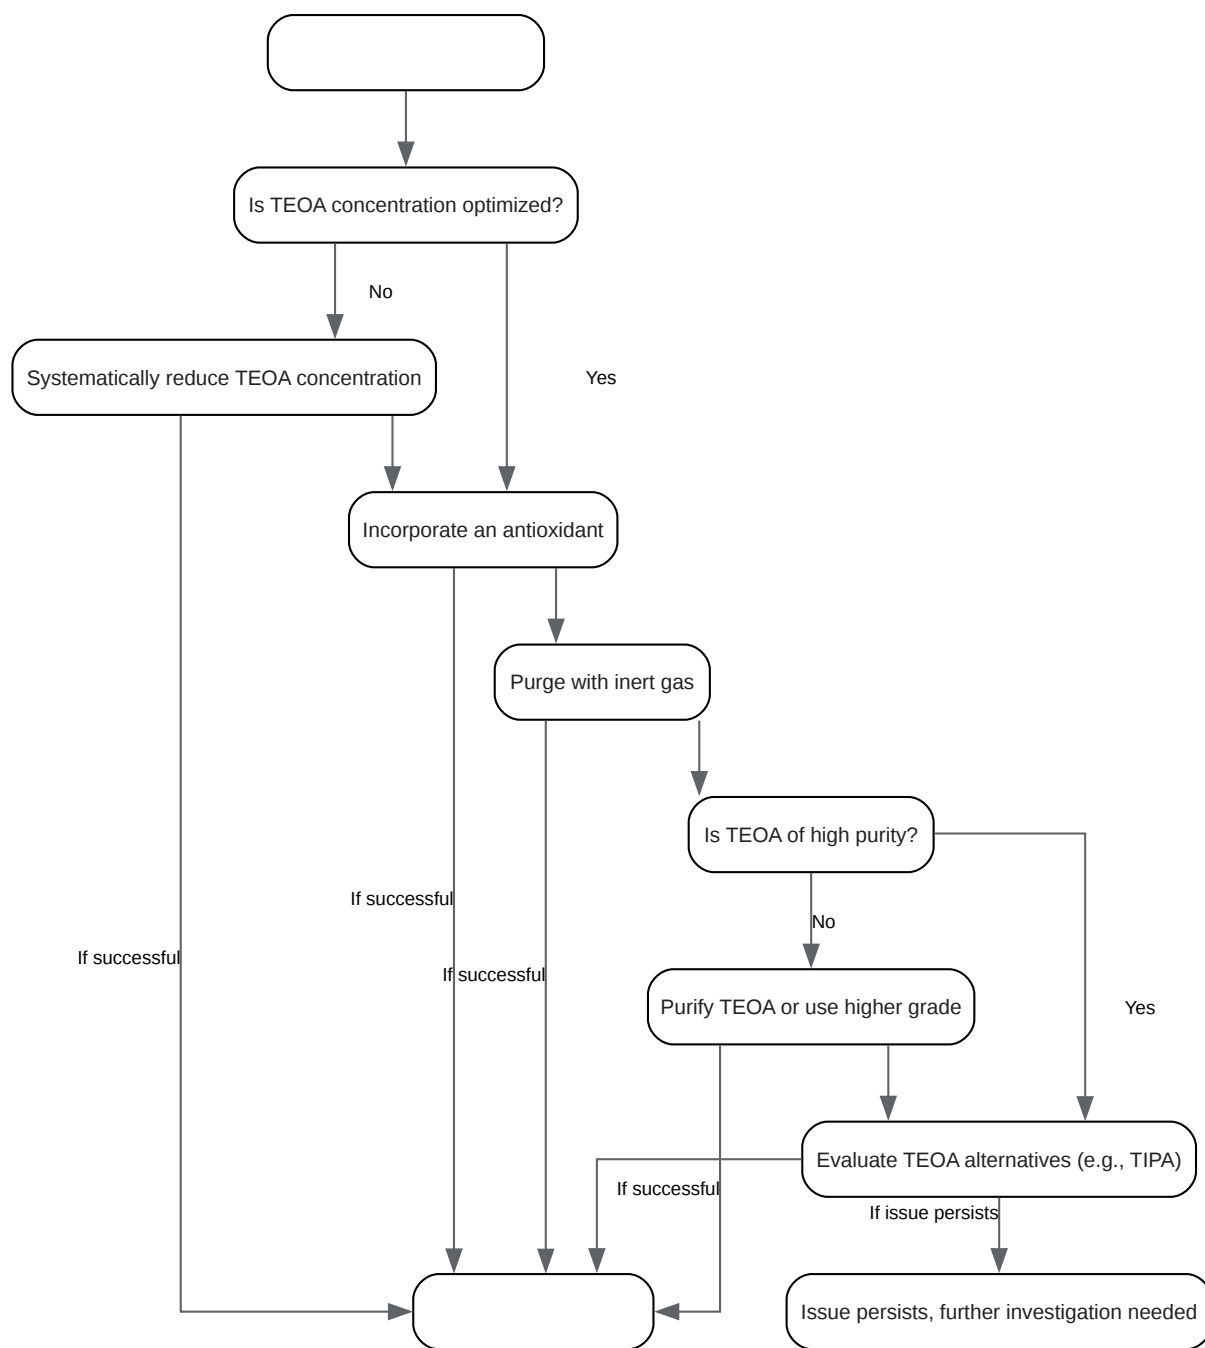 Is TEOA concentration optimized?
No
Systematically reduce TEOA concentration
Yes
Incorporate an antioxidant
Purge with inert gas
Is TEOA of high purity?
If successful
No
If successful
If successful
Purify TEOA or use higher grade
Yes
Evaluate TEOA alternatives (e.g., TIPA)
If successful
If issue persists
Issue persists, further investigation needed